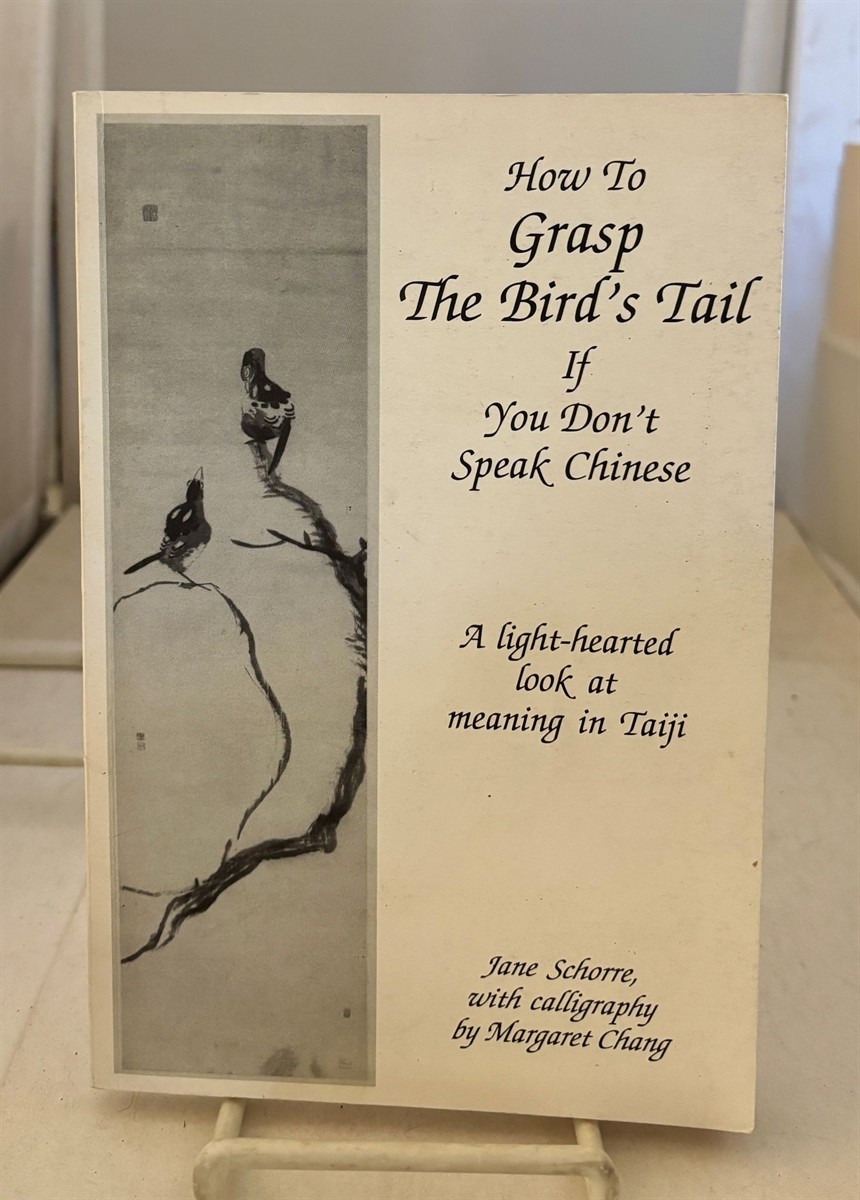 How To
Grasp
The Bird's Tail
If
You Don't
Speak Chinese
A light-hearted
look at
meaning in Taiji
Jane Schorre,
with calligraphy
by Margaret Chang